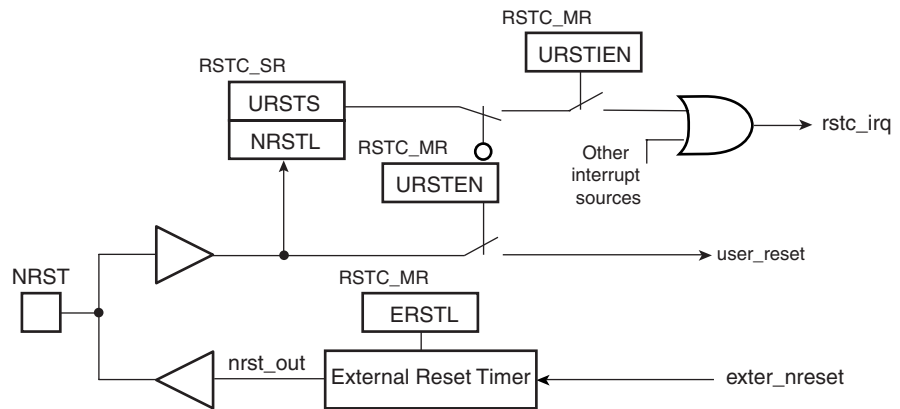 RSTC_MR
URSTIEN
RSTC_SR
URSTS
NRSTL
RSTC_MR
URSTEN
rstc_irq
Other
interrupt
sources
user_reset
NRST
RSTC_MR
ERSTL
nrst_out
External Reset Timer
exter_nreset